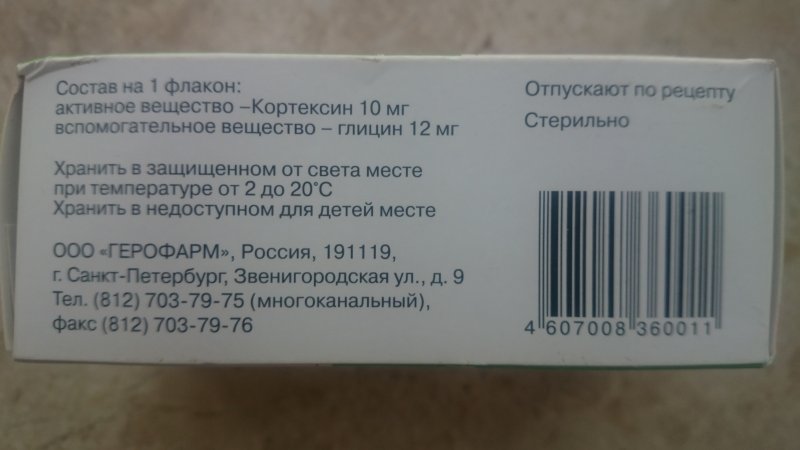 Состав на 1 флакон:
активное вещество –Кортексин 10 мг
вспомогательное вещество – глицин 12 мг
Хранить в защищенном от света месте
при температуре от 2 до 20°С
Хранить в недоступном для детей месте
ООО «ГЕРОФАРМ», Россия, 191119,
г. Санкт-Петербург, Звенигородская ул., д. 9
Тел. (812) 703-79-75 (многоканальный),
факс (812) 703-79-76
Отпускают по рецепту
Стерильно
4 607008 360011